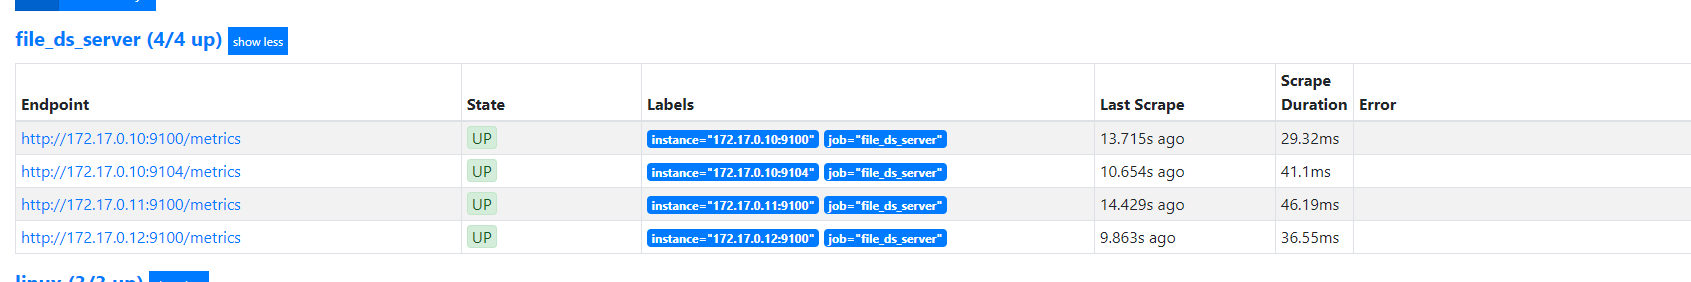 file_ds_server (4/4 up) show less
Scrape
Endpoint State Labels Last Scrape Duration Error
http://172.17.0.10:9100/metrics UP instance="172.17.0.10:9100" job="file_ds_server" 13.715s ago 29.32ms
http://172.17.0.10:9104/metrics UP instance="172.17.0.10:9104" job="file_ds_server" 10.654s ago 41.1ms
http://172.17.0.11:9100/metrics UP instance="172.17.0.11:9100" job="file_ds_server" 14.429s ago 46.19ms
http://172.17.0.12:9100/metrics UP instance="172.17.0.12:9100" job="file_ds_server" 9.863s ago 36.55ms